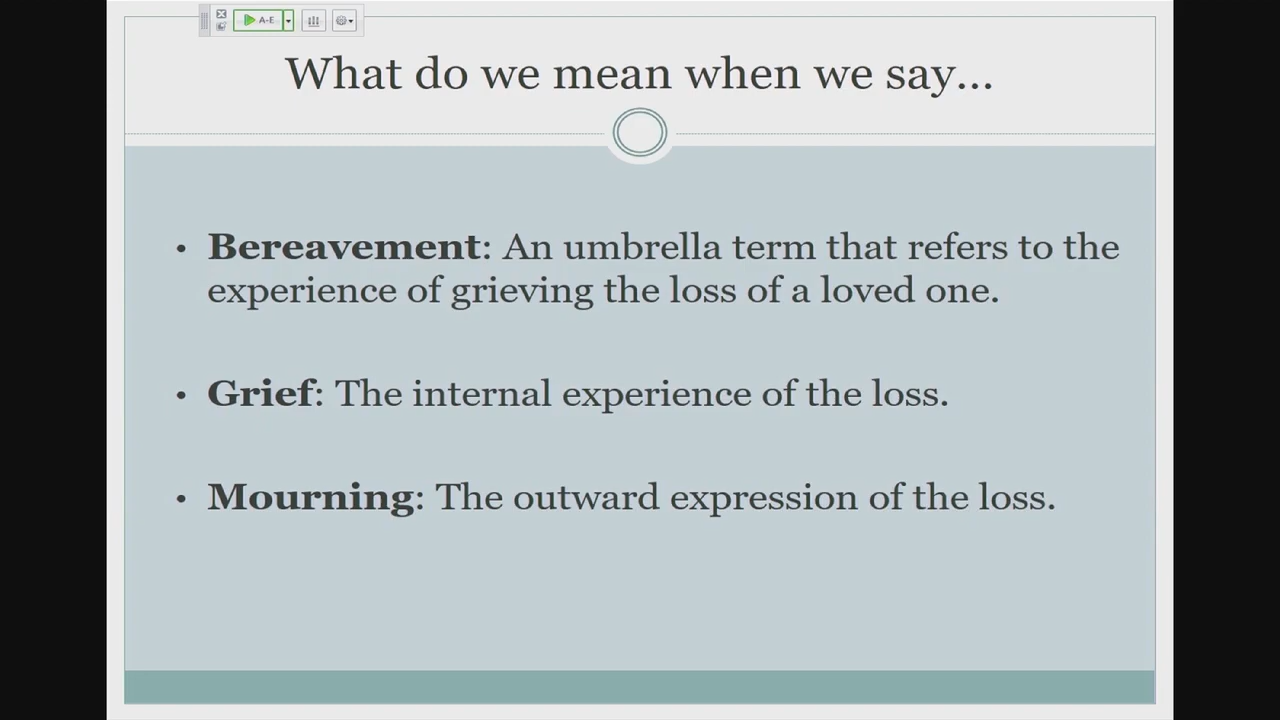 A-E
What do we mean when we say...
• Bereavement: An umbrella term that refers to the
experience of grieving the loss of a loved one.
• Grief: The internal experience of the loss.
• Mourning: The outward expression of the loss.